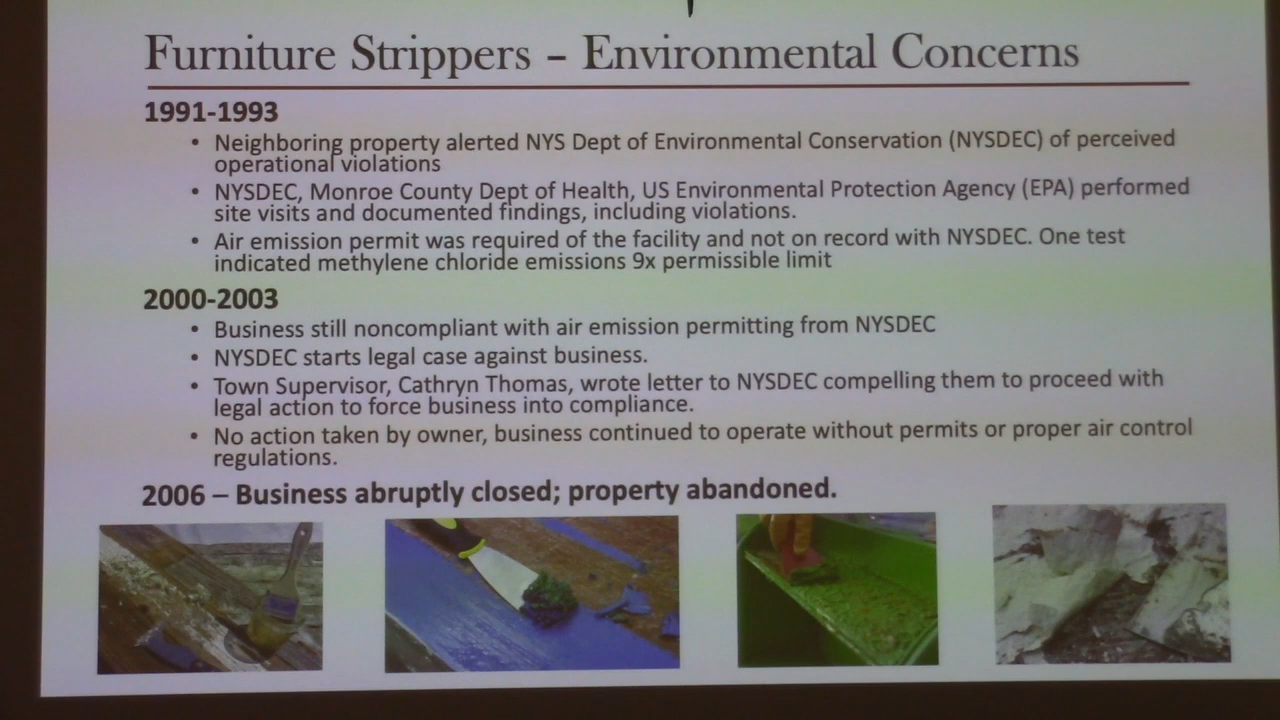 Furniture Strippers – Environmental Concerns
1991-1993
• Neighboring property alerted NYS Dept of Environmental Conservation (NYSDEC) of perceived
operational violations
• NYSDEC, Monroe County Dept of Health, US Environmental Protection Agency (EPA) performed
site visits and documented findings, including violations.
• Air emission permit was required of the facility and not on record with NYSDEC. One test
indicated methylene chloride emissions 9x permissible limit
2000-2003
• Business still noncompliant with air emission permitting from NYSDEC
• NYSDEC starts legal case against business.
• Town Supervisor, Cathryn Thomas, wrote letter to NYSDEC compelling them to proceed with
legal action to force business into compliance.
• No action taken by owner, business continued to operate without permits or proper air control
regulations.
2006 – Business abruptly closed; property abandoned.